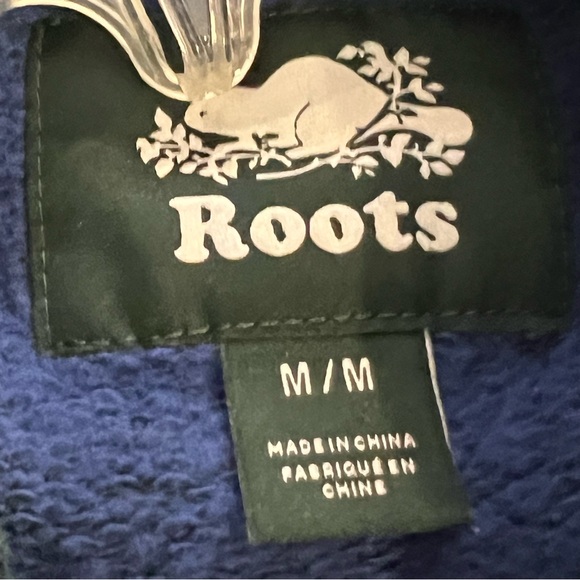 Roots
M/M
MADE IN CHINA
FABRIQUÉ EN
CHINE